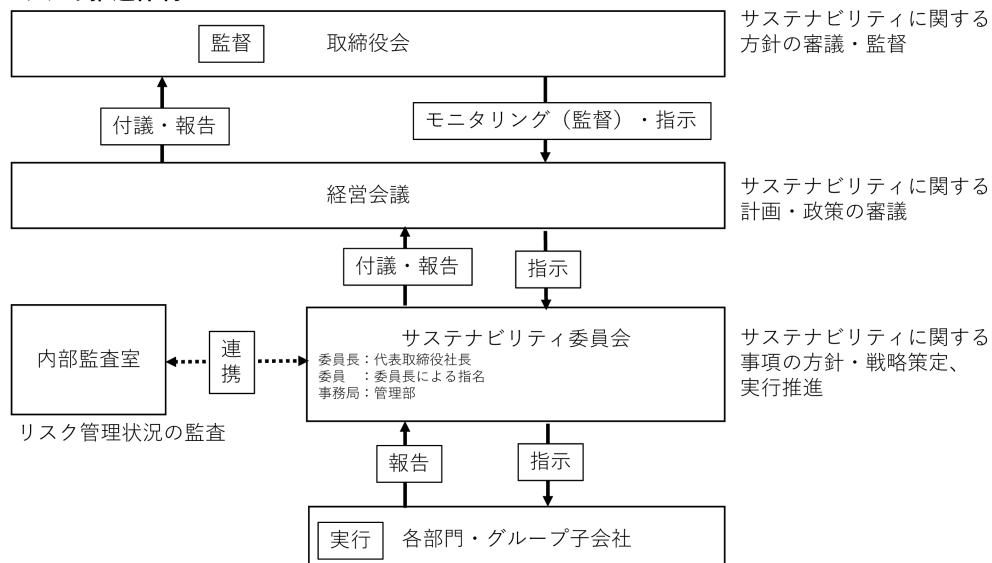 監督
取締役会
サステナビリティに関する
方針の審議・監督
付議・報告
モニタリング（監督）・指示
経営会議
サステナビリティに関する
計画・政策の審議
付議・報告
指示
内部監査室
連
携
サステナビリティ委員会
委員長：代表取締役社長
委員　：委員長による指名
事務局：管理部
サステナビリティに関する
事項の方針・戦略策定、
実行推進
リスク管理状況の監査
報告
指示
実行
各部門・グループ子会社